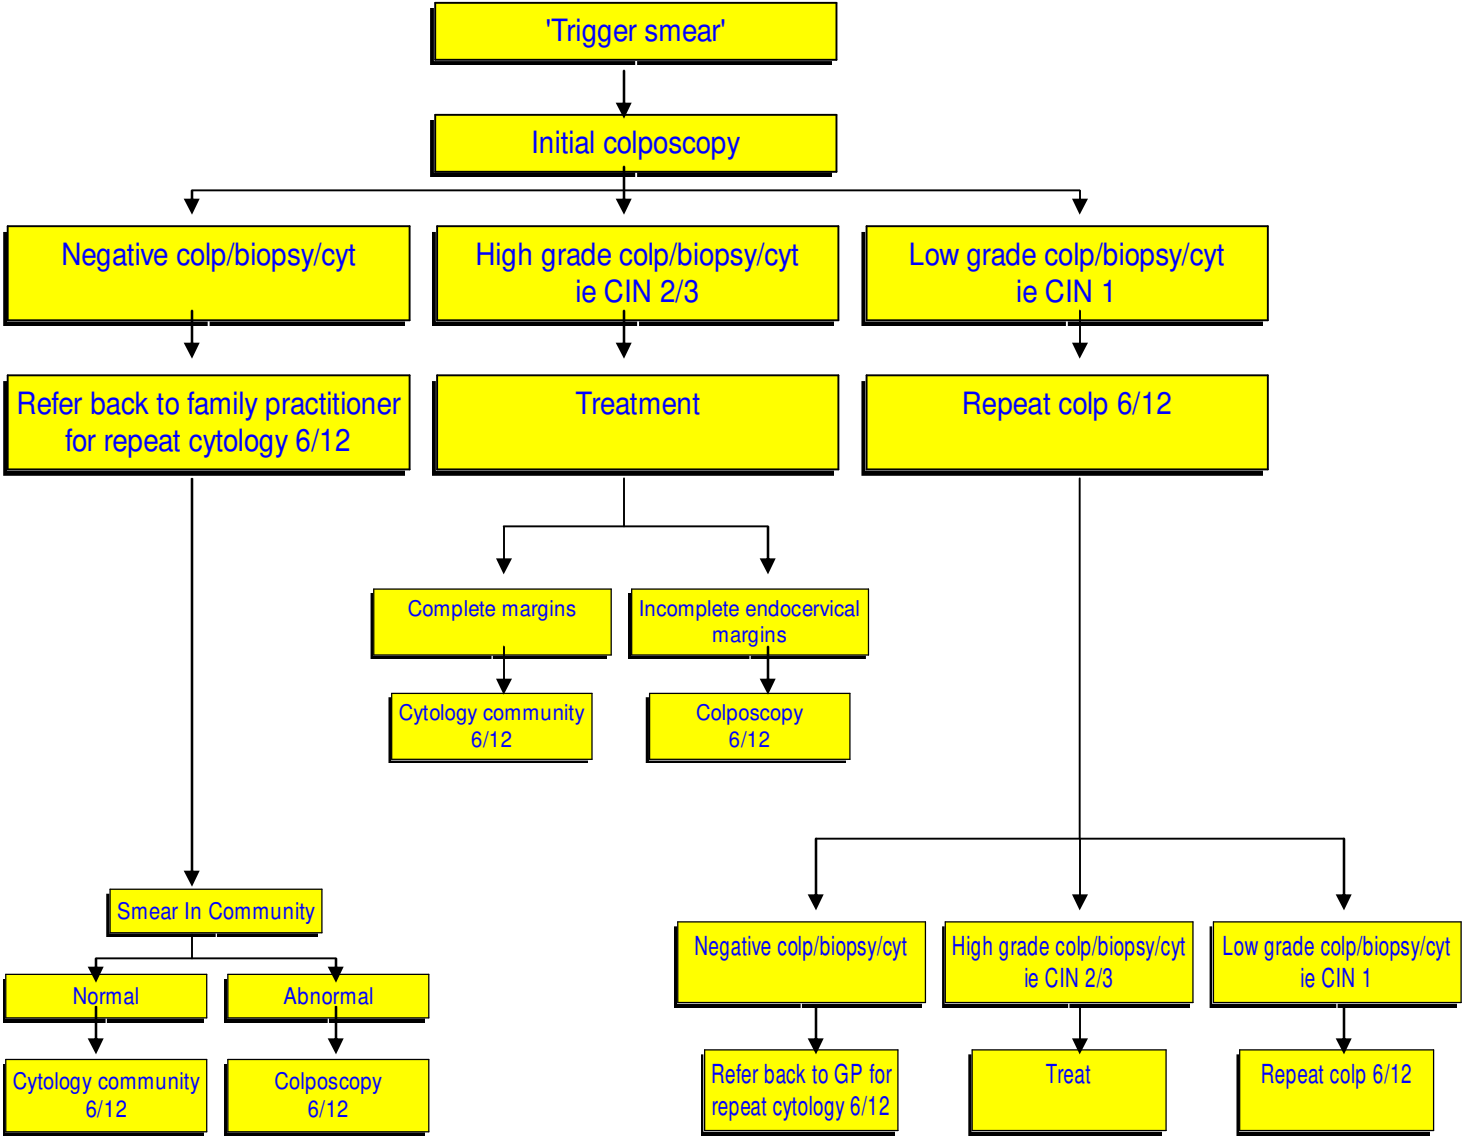 'Trigger smear'
Initial colposcopy
Negative colp/biopsy/cyt
High grade colp/biopsy/cyt
ie CIN 2/3
Low grade colp/biopsy/cyt
ie CIN 1
Refer back to family practitioner
for repeat cytology 6/12
Treatment
Repeat colp 6/12
Complete margins
Incomplete endocervical
margins
Cytology community
6/12
Colposcopy
6/12
Smear In Community
Normal
Abnormal
Cytology community
6/12
Colposcopy
6/12
Negative colp/biopsy/cyt
High grade colp/biopsy/cyt
ie CIN 2/3
Low grade colp/biopsy/cyt
ie CIN 1
Refer back to GP for
repeat cytology 6/12
Treat
Repeat colp 6/12